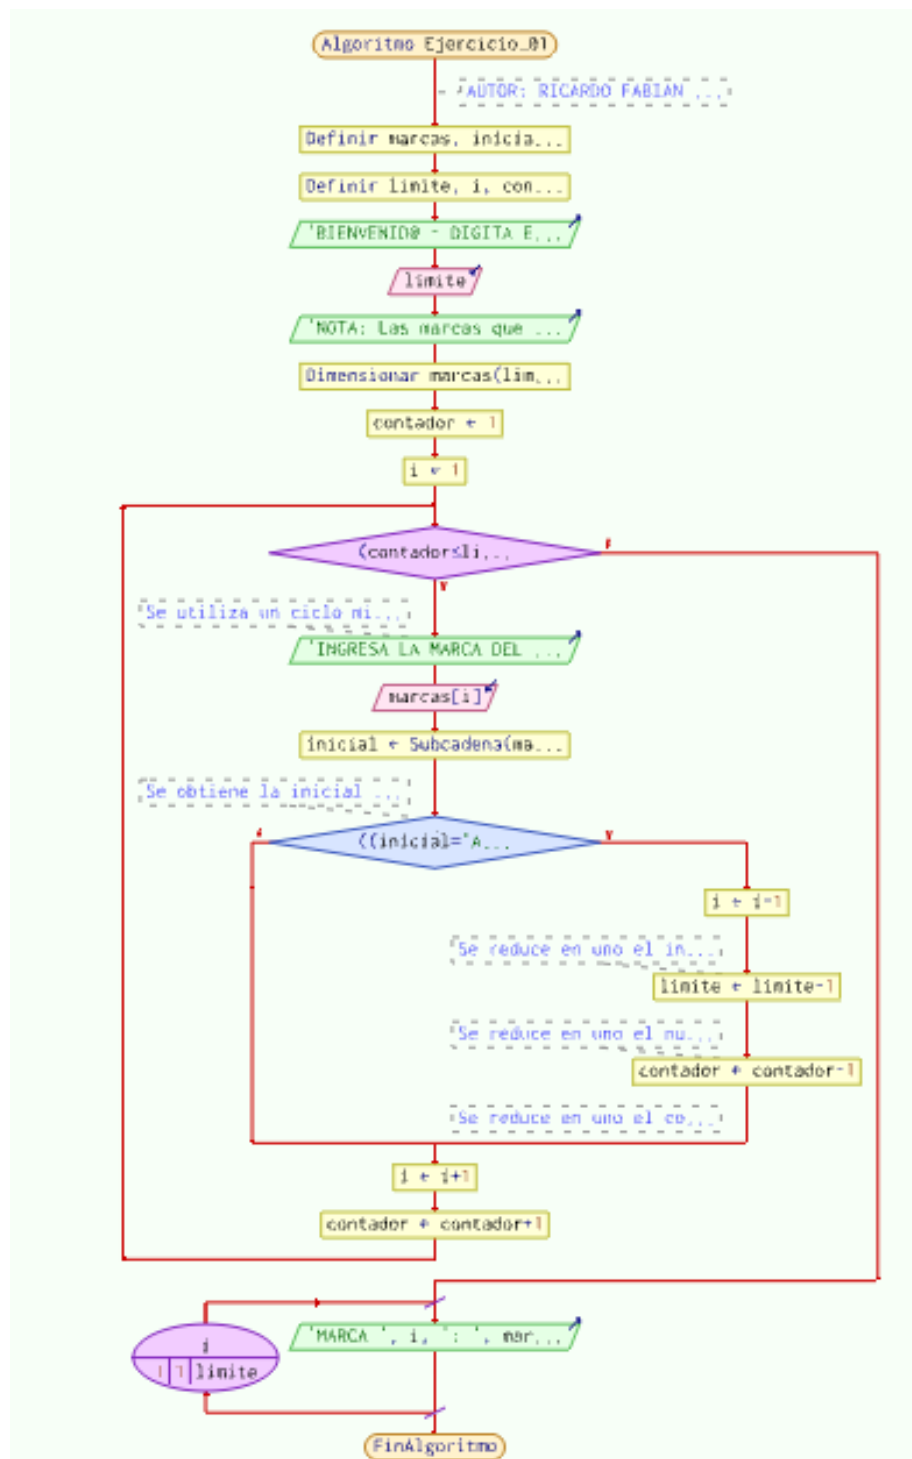 Algoritmo Ejercicio_01
AUTOR: RICARDO FABIAN ...
Definir marcas, inicia...
Definir limite, i, con...
'BIENVENID@ - DIGITA E...
limite
'NOTA: Las marcas que ...
Dimensionar marcas(lim...
contador ← 1
i ← 1
(contador≤li...
F
V
Se utiliza un ciclo mi...
'INGRESA LA MARCA DEL ...
marcas[i]
inicial ← Subcadena(ma...
Se obtiene la inicial ...
((inicial='A...
F
V
i ← i-1
Se reduce en uno el in...
limite ← limite-1
Se reduce en uno el nu...
contador ← contador-1
Se reduce en uno el co...
i ← i+1
contador ← contador+1
i
1 1 limite
'MARCA ', i, ': ', mar...
FinAlgoritmo